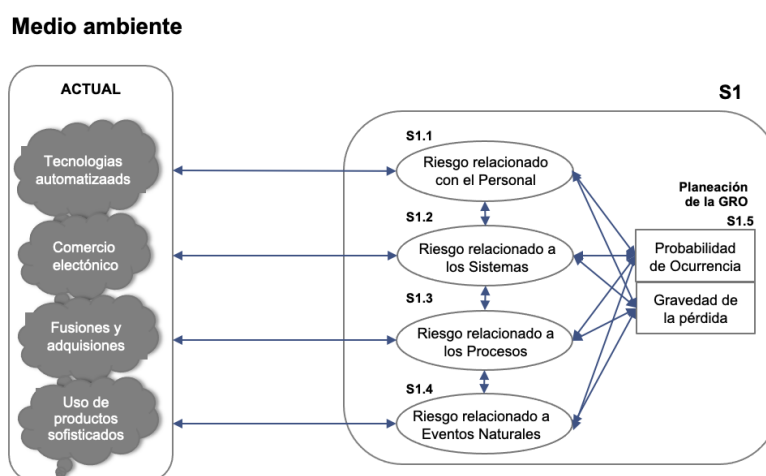 Medio ambiente
ACTUAL
Tecnologias
automatizaads
Comercio
electónico
Fusiones y
adquisiones
Uso de
productos
sofisticados
S1
S1.1
Riesgo relacionado
con el Personal
S1.2
Riesgo relacionado a
los Sistemas
S1.3
Riesgo relacionado a
los Procesos
S1.4
Riesgo relacionado a
Eventos Naturales
Planeación
de la GRO
S1.5
Probabilidad
de Ocurrencia
Gravedad de
la pérdida